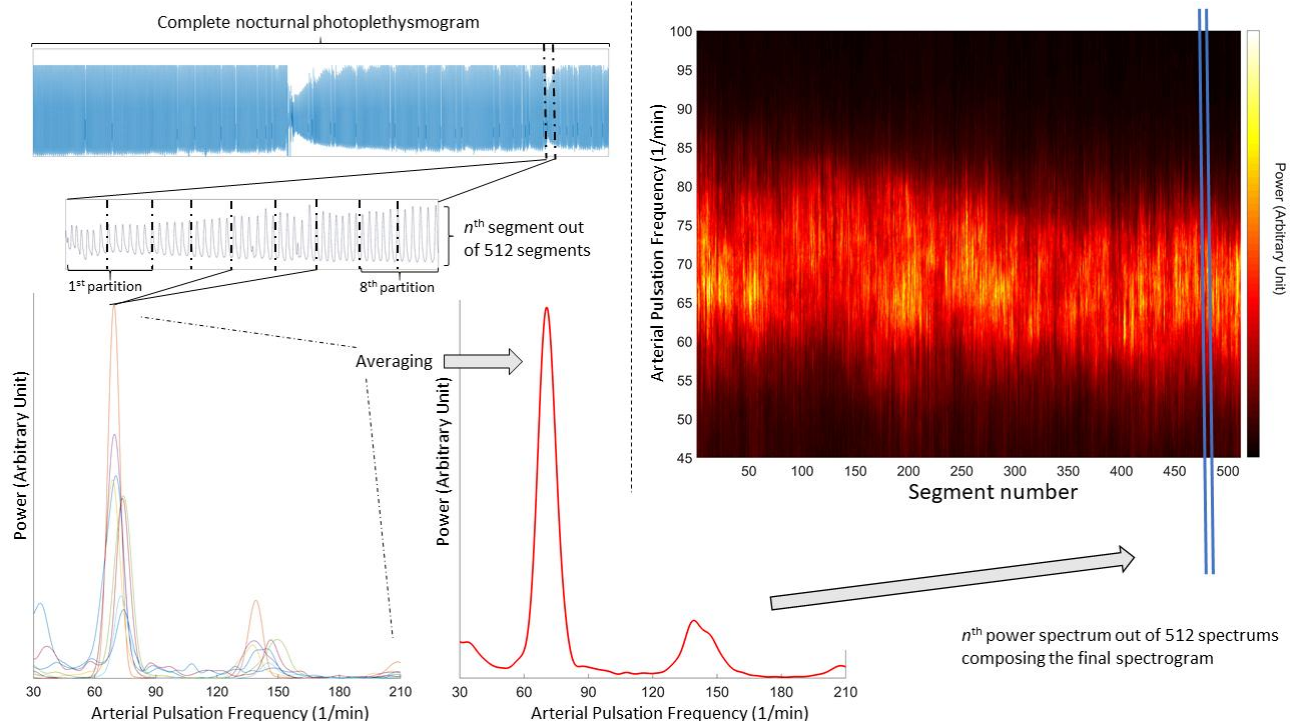 Complete nocturnal photoplethysmogram
nth segment out
of 512 segments
1st partition
8th partition
Averaging
Power (Arbitrary Unit)
30 60 90 120 150 180 210
Arterial Pulsation Frequency (1/min)
Power (Arbitrary Unit)
30 60 90 120 150 180 210
Arterial Pulsation Frequency (1/min)
Arterial Pulsation Frequency (1/min)
100
95
90
85
80
75
70
65
60
55
50
45
50 100 150 200 250 300 350 400 450 500
Segment number
Power (Arbitrary Unit)
nth power spectrum out of 512 spectrums
composing the final spectrogram